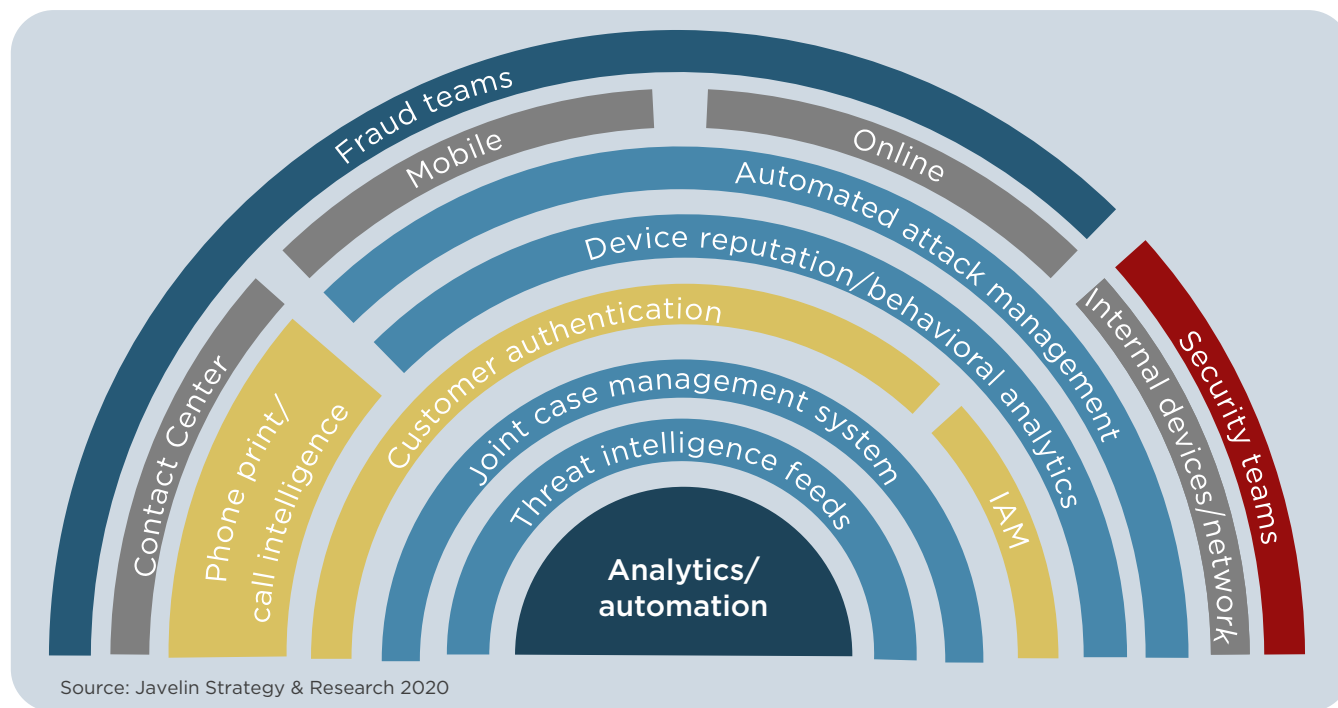 Fraud teams
Mobile
Online
Automated attack management
Device reputation/behavioral analytics
Customer authentication
Joint case management system
Threat intelligence feeds
Contact Center
Phone print/
call intelligence
IAM
Internal devices/network
Security teams
Analytics/
automation
Source: Javelin Strategy & Research 2020